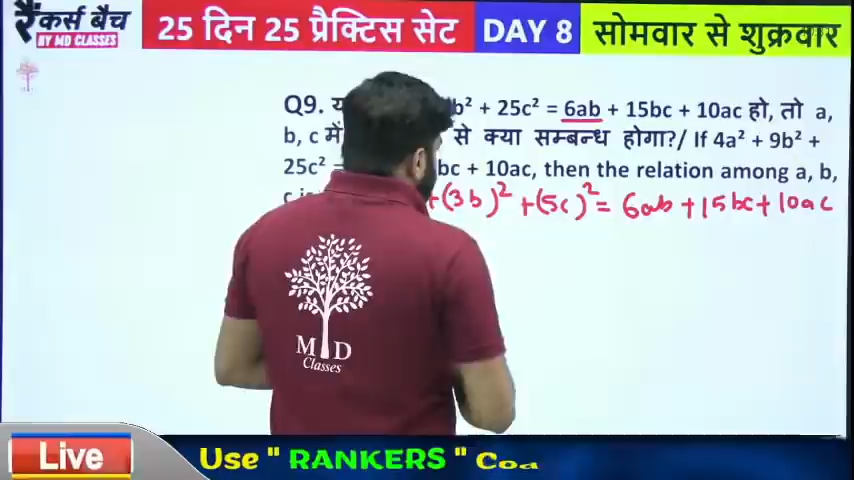 रैंकर्स बैच
BY MD CLASSES
25 दिन 25 प्रैक्टिस सेट
DAY 8
सोमवार से शुक्रवार
Q9. b² + 25c² = 6ab + 15bc + 10ac हो, तो a,
b, c में से क्या सम्बन्ध होगा?/ If 4a² + 9b² +
25c² = bc + 10ac, then the relation among a, b,
+(3b)² +(5c)² = 6ab +15bc+10ac
MD
Classes
Live
Use " RANKERS " Coa